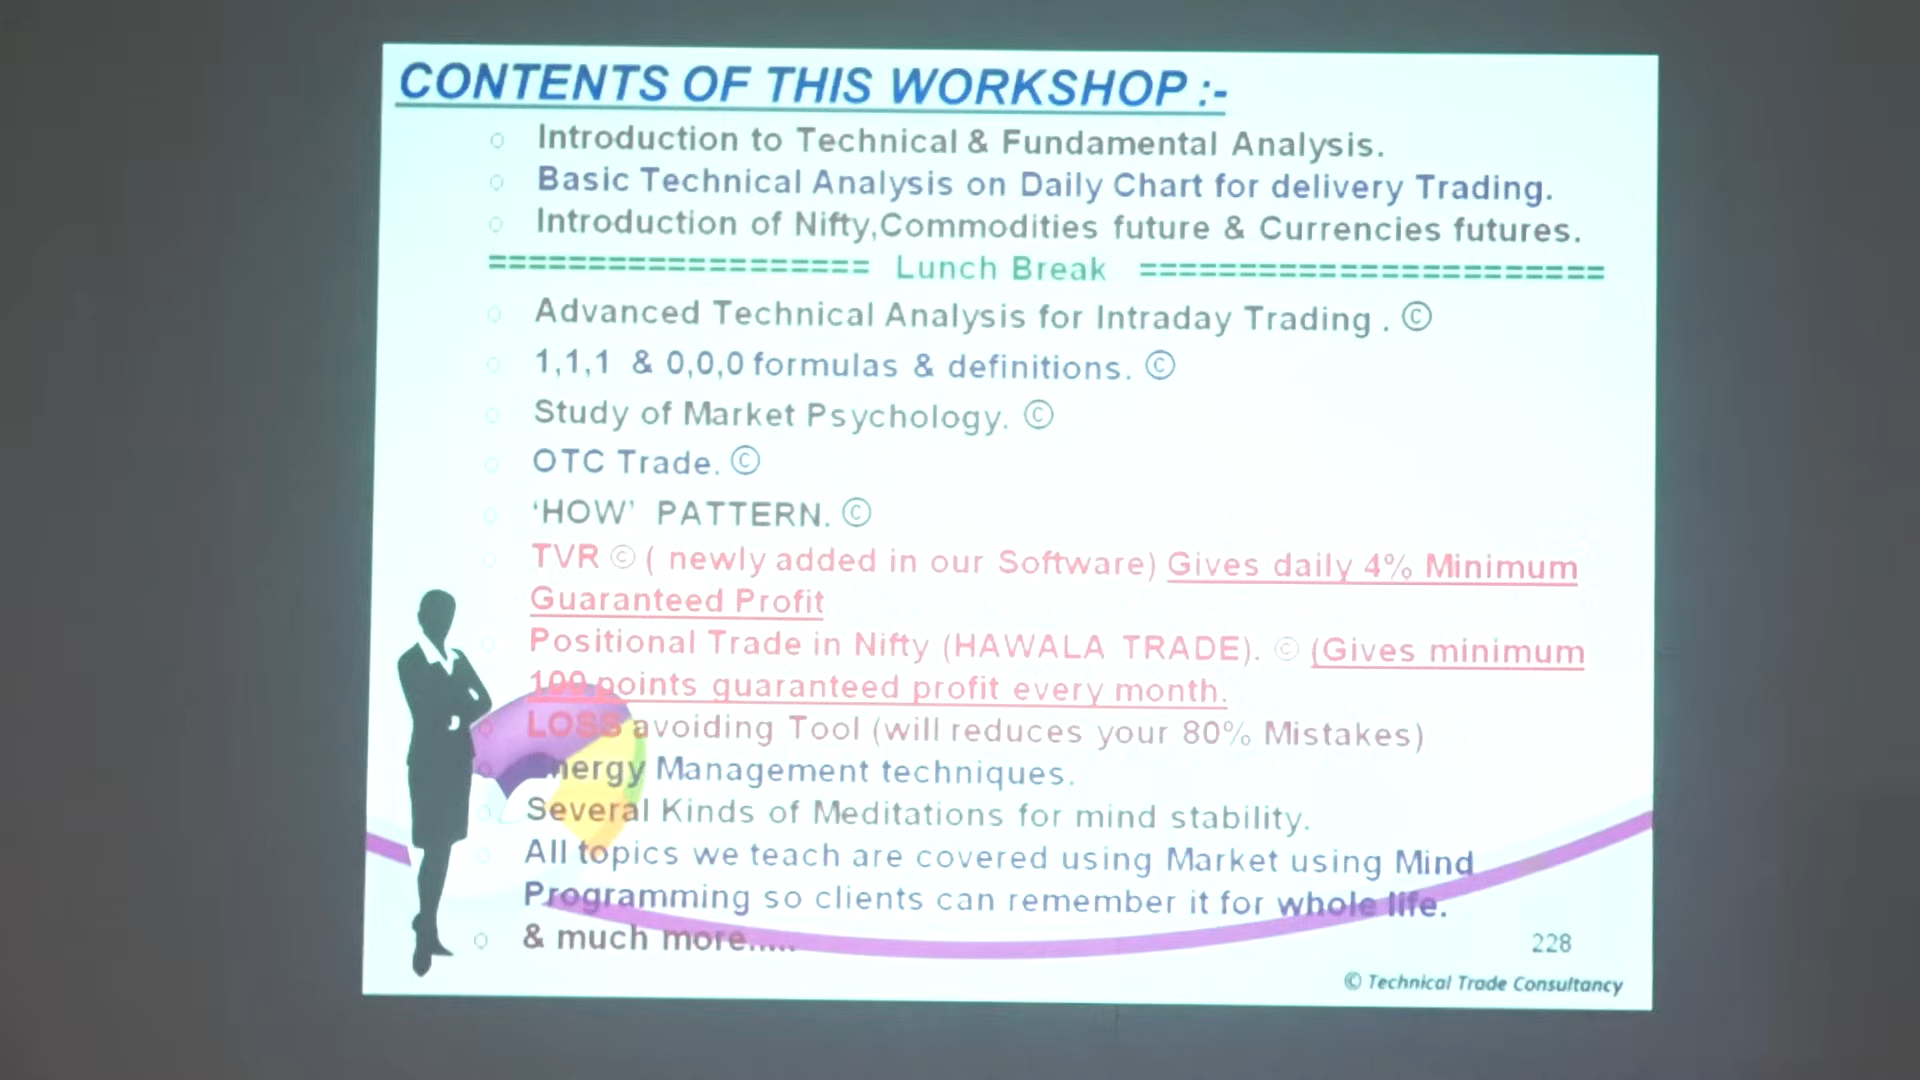 CONTENTS OF THIS WORKSHOP :-
○ Introduction to Technical & Fundamental Analysis.
○ Basic Technical Analysis on Daily Chart for delivery Trading.
○ Introduction of Nifty,Commodities future & Currencies futures.
=================== Lunch Break =======================
○ Advanced Technical Analysis for Intraday Trading . ©
○ 1,1,1 & 0,0,0 formulas & definitions. ©
○ Study of Market Psychology. ©
○ OTC Trade. ©
○ ‘HOW’ PATTERN. ©
○ TVR © ( newly added in our Software) Gives daily 4% Minimum
Guaranteed Profit
○ Positional Trade in Nifty (HAWALA TRADE). © (Gives minimum
100 points guaranteed profit every month.
○ LOSS avoiding Tool (will reduces your 80% Mistakes)
○ Energy Management techniques.
○ Several Kinds of Meditations for mind stability.
○ All topics we teach are covered using Market using Mind
Programming so clients can remember it for whole life.
○ & much more.....
228
© Technical Trade Consultancy